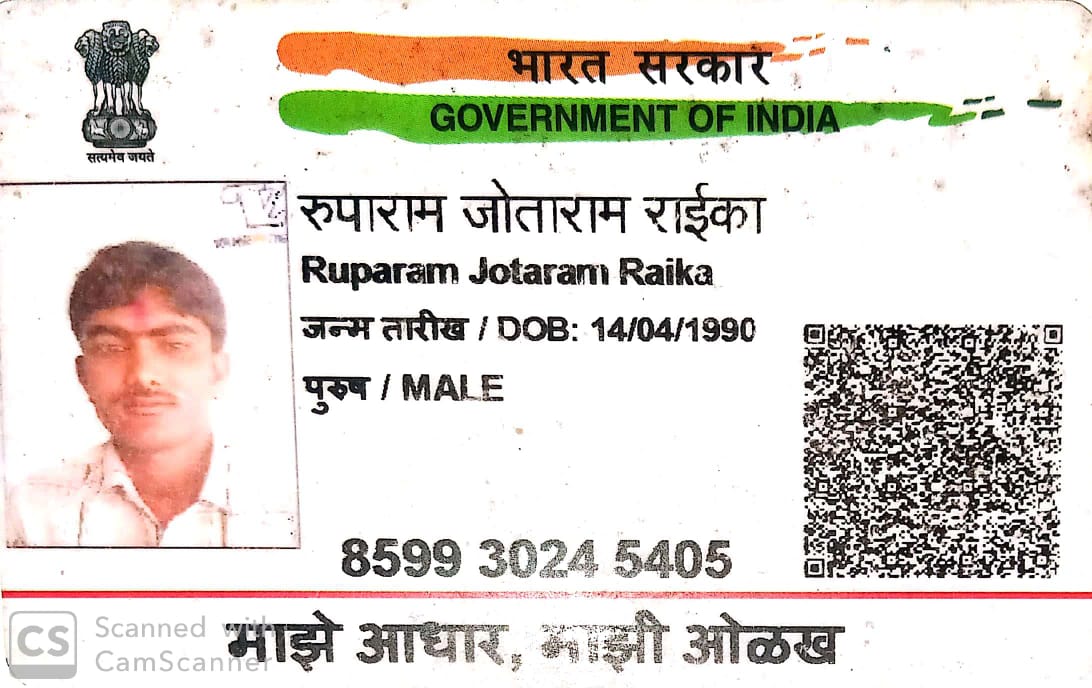 भारत सरकार
GOVERNMENT OF INDIA
सत्यमेव जयते
रुपाराम जोताराम राईका
Ruparam Jotaram Raika
जन्म तारीख / DOB: 14/04/1990
पुरुष / MALE
8599 3024 5405
माझे आधार, माझी ओळख
CS Scanned with
CamScanner